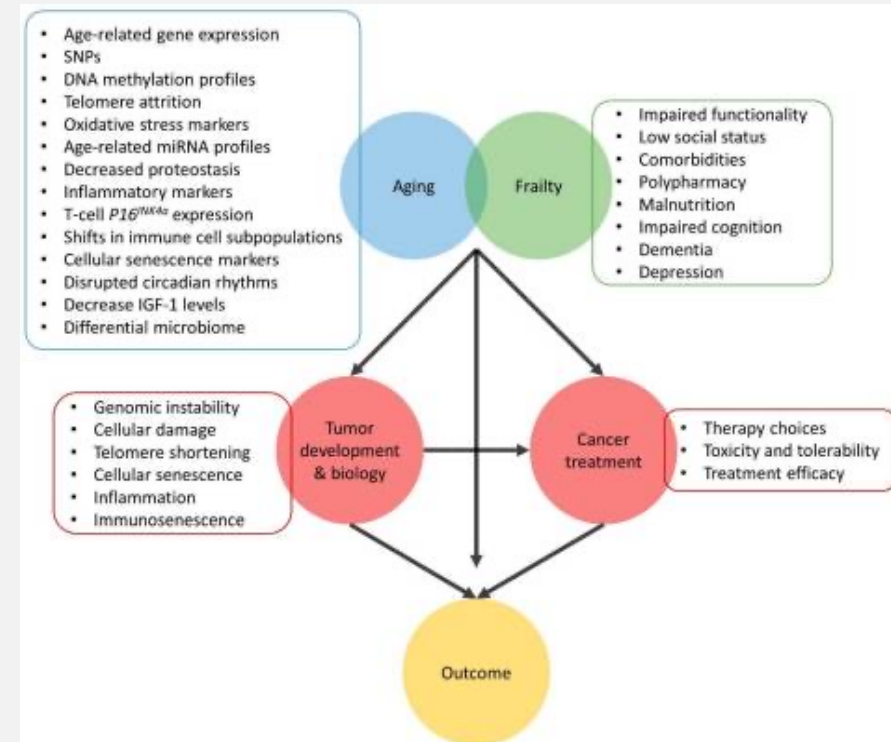 • Age-related gene expression
• SNPs
• DNA methylation profiles
• Telomere attrition
• Oxidative stress markers
• Age-related miRNA profiles
• Decreased proteostasis
• Inflammatory markers
• T-cell P16^INK4α expression
• Shifts in immune cell subpopulations
• Cellular senescence markers
• Disrupted circadian rhythms
• Decrease IGF-1 levels
• Differential microbiome
Aging
Frailty
• Impaired functionality
• Low social status
• Comorbidities
• Polypharmacy
• Malnutrition
• Impaired cognition
• Dementia
• Depression
• Genomic instability
• Cellular damage
• Telomere shortening
• Cellular senescence
• Inflammation
• Immunosenescence
Tumor
development
& biology
Cancer
treatment
• Therapy choices
• Toxicity and tolerability
• Treatment efficacy
Outcome